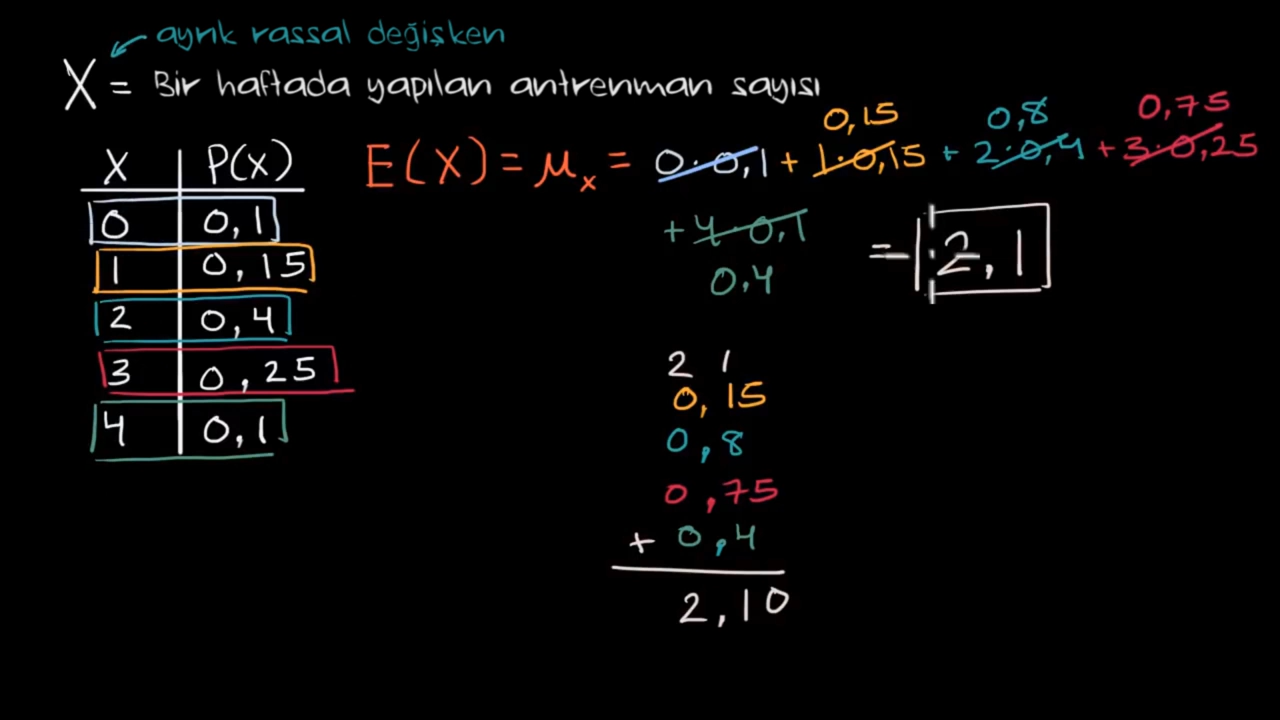 ayrık rassal değişken
X = Bir haftada yapılan antrenman sayısı
0,15 0,8 0,75
X P(X)
E(X) = μx = 0·0,1 + 1·0,15 + 2·0,4 + 3·0,25
0 0,1
+ 4·0,1
= 2,1
1 0,15
0,4
2 0,4
3 0,25
2 1
0,15
4 0,1
0,8
0,75
+ 0,4
2,10